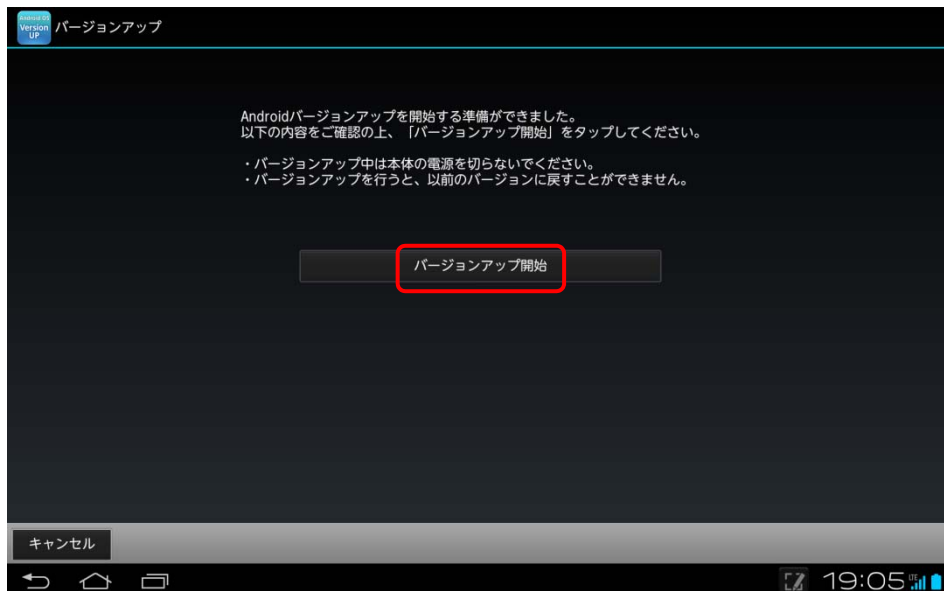 Android OS
Version
UP
バージョンアップ
Androidバージョンアップを開始する準備ができました。
以下の内容をご確認の上、「バージョンアップ開始」をタップしてください。
・バージョンアップ中は本体の電源を切らないでください。
・バージョンアップを行うと、以前のバージョンに戻すことができません。
バージョンアップ開始
キャンセル
19:05
LTE